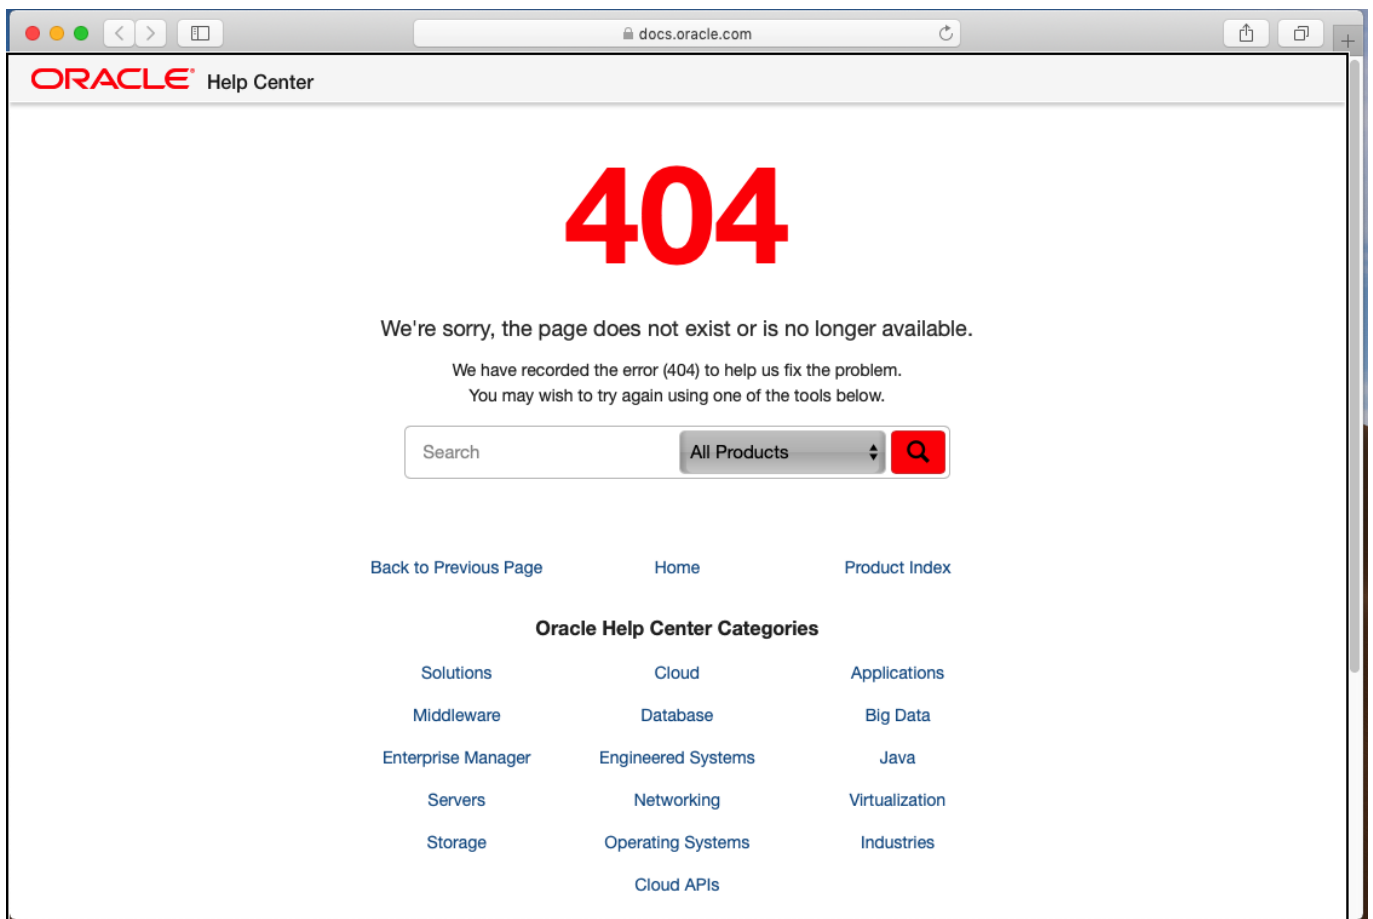 docs.oracle.com
ORACLE® Help Center
404
We're sorry, the page does not exist or is no longer available.
We have recorded the error (404) to help us fix the problem.
You may wish to try again using one of the tools below.
Search All Products
Back to Previous Page Home Product Index
Oracle Help Center Categories
Solutions Cloud Applications
Middleware Database Big Data
Enterprise Manager Engineered Systems Java
Servers Networking Virtualization
Storage Operating Systems Industries
Cloud APIs